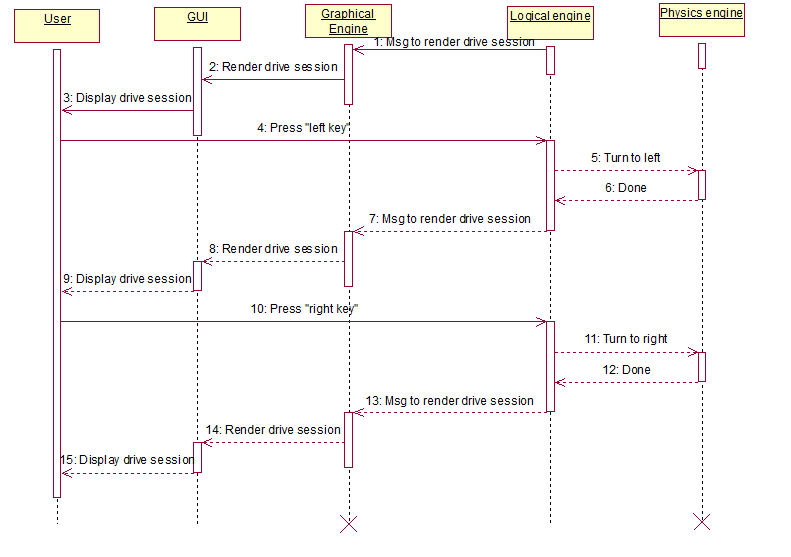 User
GUI
Graphical
Engine
Logical engine
Physics engine
1: Msg to render drive session
2: Render drive session
3: Display drive session
4: Press "left key"
5: Turn to left
6: Done
7: Msg to render drive session
8: Render drive session
9: Display drive session
10: Press "right key"
11: Turn to right
12: Done
13: Msg to render drive session
14: Render drive session
15: Display drive session